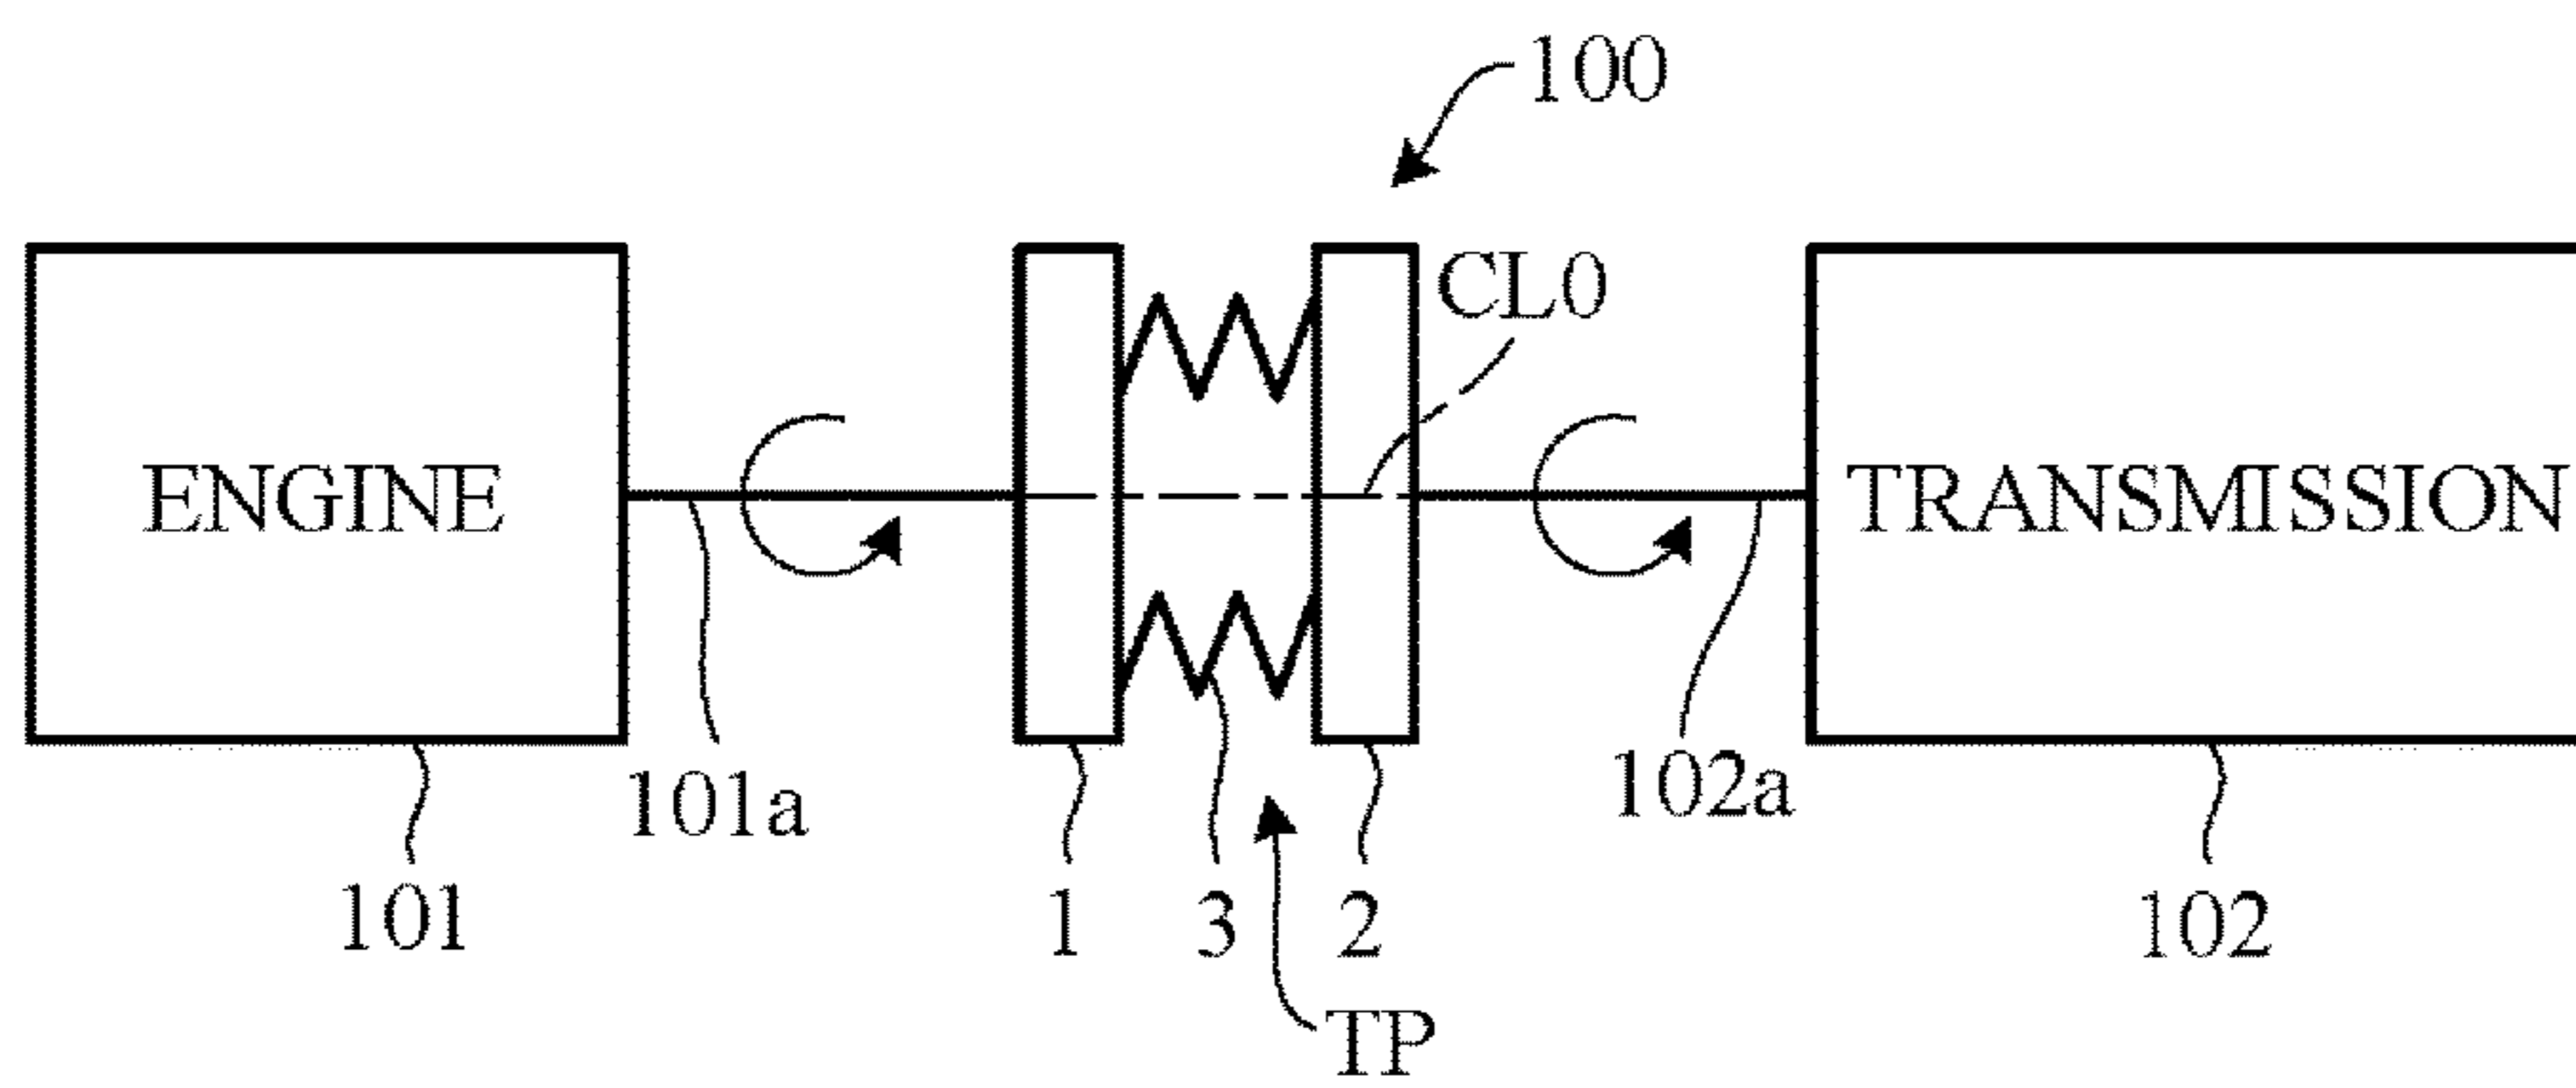 100
CL0
ENGINE
TRANSMISSION
101a
102a
101
1
3
2
102
TP